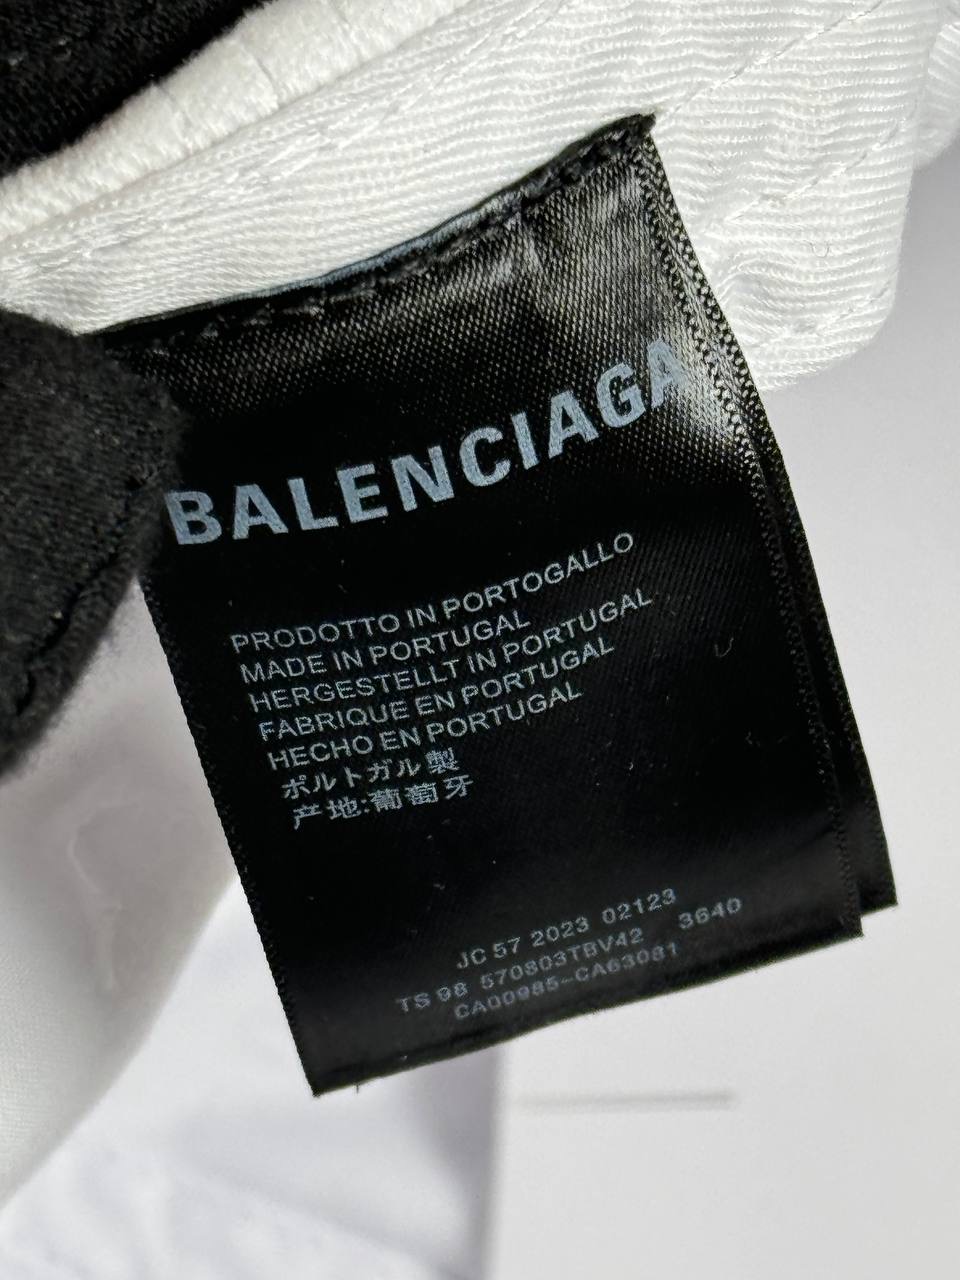 BALENCIAGA
PRODOTTO IN PORTOGALLO
MADE IN PORTUGAL
HERGESTELLT IN PORTUGAL
FABRIQUE EN PORTUGAL
HECHO EN PORTUGAL
ポルトガル製
产地:葡萄牙
JC 57 2023 02123
TS 98 570803TBV42 3640
CA00985-CA63081